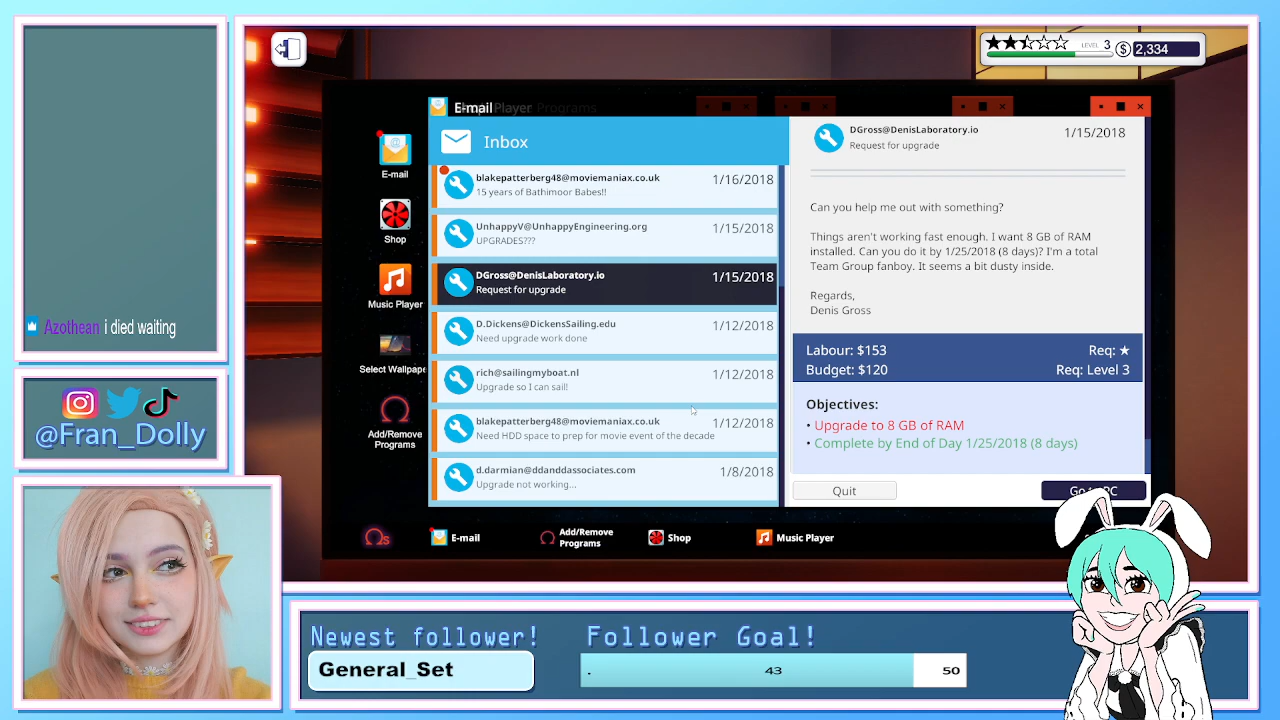 Azothean i died waiting
@Fran_Dolly
LEVEL 3
$ 2,334
E-mail
Programs
Inbox
blakepatterberg48@moviemaniax.co.uk 1/16/2018
15 years of Bathimoor Babes!!
UnhappyV@UnhappyEngineering.org 1/15/2018
UPGRADES???
DGross@DenisLaboratory.io 1/15/2018
Request for upgrade
D.Dickens@DickensSailing.edu 1/12/2018
Need upgrade work done
rich@sailingmyboat.nl 1/12/2018
Upgrade so I can sail!
blakepatterberg48@moviemaniax.co.uk 1/12/2018
Need HDD space to prep for movie event of the decade
d.darmian@ddanddassociates.com 1/8/2018
Upgrade not working...
E-mail
Shop
Music Player
Select Wallpape
Add/Remove
Programs
DGross@DenisLaboratory.io 1/15/2018
Request for upgrade
Can you help me out with something?
Things aren't working fast enough. I want 8 GB of RAM
installed. Can you do it by 1/25/2018 (8 days)? I'm a total
Team Group fanboy. It seems a bit dusty inside.
Regards,
Denis Gross
Labour: $153 Req: ★
Budget: $120 Req: Level 3
Objectives:
• Upgrade to 8 GB of RAM
• Complete by End of Day 1/25/2018 (8 days)
Quit
Ωs
E-mail
Add/Remove
Programs
Shop
Music Player
Newest follower!
General_Set
Follower Goal!
. 43 50